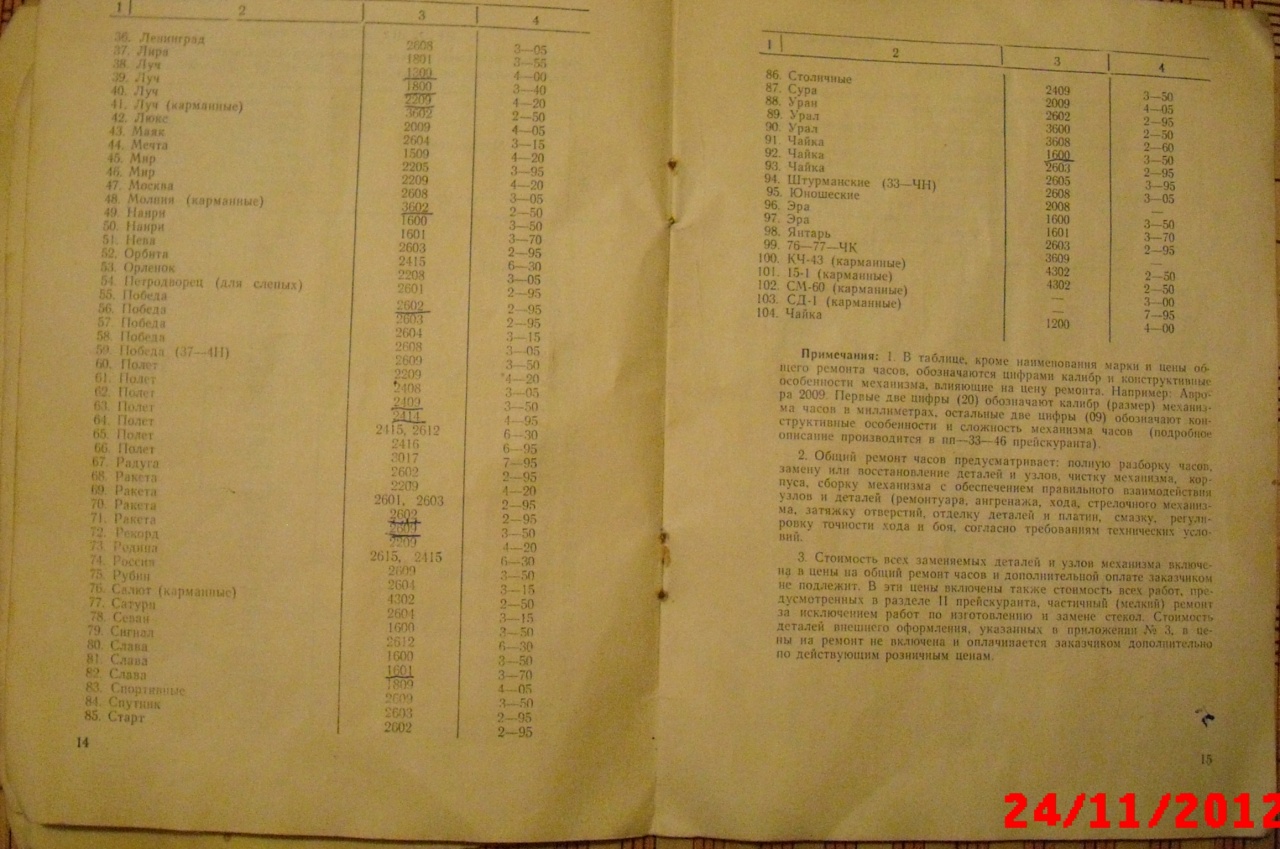 1 2 3 4
36. Ленинград 2608 3—05
37. Лира 1801 3—55
38. Луч 1300 4—00
39. Луч 1800 3—40
40. Луч 2209 4—20
41. Луч (карманные) 3602 2—50
42. Люкс 2009 4—05
43. Маяк 2604 3—15
44. Мечта 1509 4—20
45. Мир 2205 3—95
46. Мир 2209 4—20
47. Москва 2608 3—05
48. Молния (карманные) 3602 2—50
49. Наири 1600 3—50
50. Наири 1601 3—70
51. Нева 2603 2—95
52. Орбита 2415 6—30
53. Орленок 2208 3—05
54. Петродворец (для слепых) 2601 2—95
55. Победа 2602 2—95
56. Победа 2603 2—95
57. Победа 2604 3—15
58. Победа 2608 3—05
59. Победа (37—4Н) 2609 3—50
60. Полет 2209 4—20
61. Полет 2408 3—05
62. Полет 2409 3—50
63. Полет 2414 4—95
64. Полет 2415, 2612 6—30
65. Полет 2416 6—95
66. Полет 3017 7—95
67. Радуга 2602 2—95
68. Ракета 2209 4—20
69. Ракета 2601, 2603 2—95
70. Ракета 2602 2—95
71. Ракета 2609 3—50
72. Рекорд 2209 4—20
73. Родина 2615, 2415 6—30
74. Россия 2609 3—50
75. Рубин 2604 3—15
76. Салют (карманные) 4302 2—50
77. Сатурн 2604 3—15
78. Севан 1600 3—50
79. Сигнал 2612 6—30
80. Слава 1600 3—50
81. Слава 1601 3—70
82. Слава 1809 4—05
83. Спортивные 2609 3—50
84. Спутник 2603 2—95
85. Старт 2602 2—95
14
1 2 3 4
86. Столичные 2409 3—50
87. Сура 2009 4—05
88. Уран 2602 2—95
89. Урал 3600 2—50
90. Урал 3608 2—60
91. Чайка 1600 3—50
92. Чайка 2603 2—95
93. Чайка 2605 3—95
94. Штурманские (33—ЧН) 2608 3—05
95. Юношеские 2008 —
96. Эра 1600 3—50
97. Эра 1601 3—70
98. Янтарь 2603 2—95
99. 76—77—ЧК 3609 —
100. КЧ-43 (карманные) 4302 2—50
101. 15-1 (карманные) 4302 2—50
102. СМ-60 (карманные) — 3—00
103. СД-1 (карманные) — 7—95
104. Чайка 1200 4—00
Примечания: 1 В таблице, кроме наименования марки и цены об-
щего ремонта часов, обозначаются цифрами калибр и конструктивные
особенности механизма, влияющие на цену ремонта. Например: Авро-
ра 2009. Первые две цифры (20) обозначают калибр (размер) механиз-
ма часов в миллиметрах, остальные две цифры (09) обозначают кон-
структивные особенности и сложность механизма часов (подробное
описание производится в пп—33—46 прейскуранта).
2. Общий ремонт часов предусматривает: полную разборку часов,
замену или восстановление деталей и узлов, чистку механизма, кор-
пуса, сборку механизма с обеспечением правильного взаимодействия
узлов и деталей (ремонтуара, ангренажа, хода, стрелочного механиз-
ма, затяжку отверстий, отделку деталей и платин, смазку, регули-
ровку точности хода и боя, согласно требованиям технических усло-
вий.
3. Стоимость всех заменяемых деталей и узлов механизма включе-
на в цены на общий ремонт часов и дополнительной оплате заказчиком
не подлежит. В эти цены включены также стоимость всех работ, пре-
дусмотренных в разделе II прейскуранта, частичный (мелкий) ремонт
за исключением работ по изготовлению и замене стекол. Стоимость
деталей внешнего оформления, указанных в приложении № 3, в це-
ны на ремонт не включена и оплачивается заказчиком дополнительно
по действующим розничным ценам.
15
24/11/2012